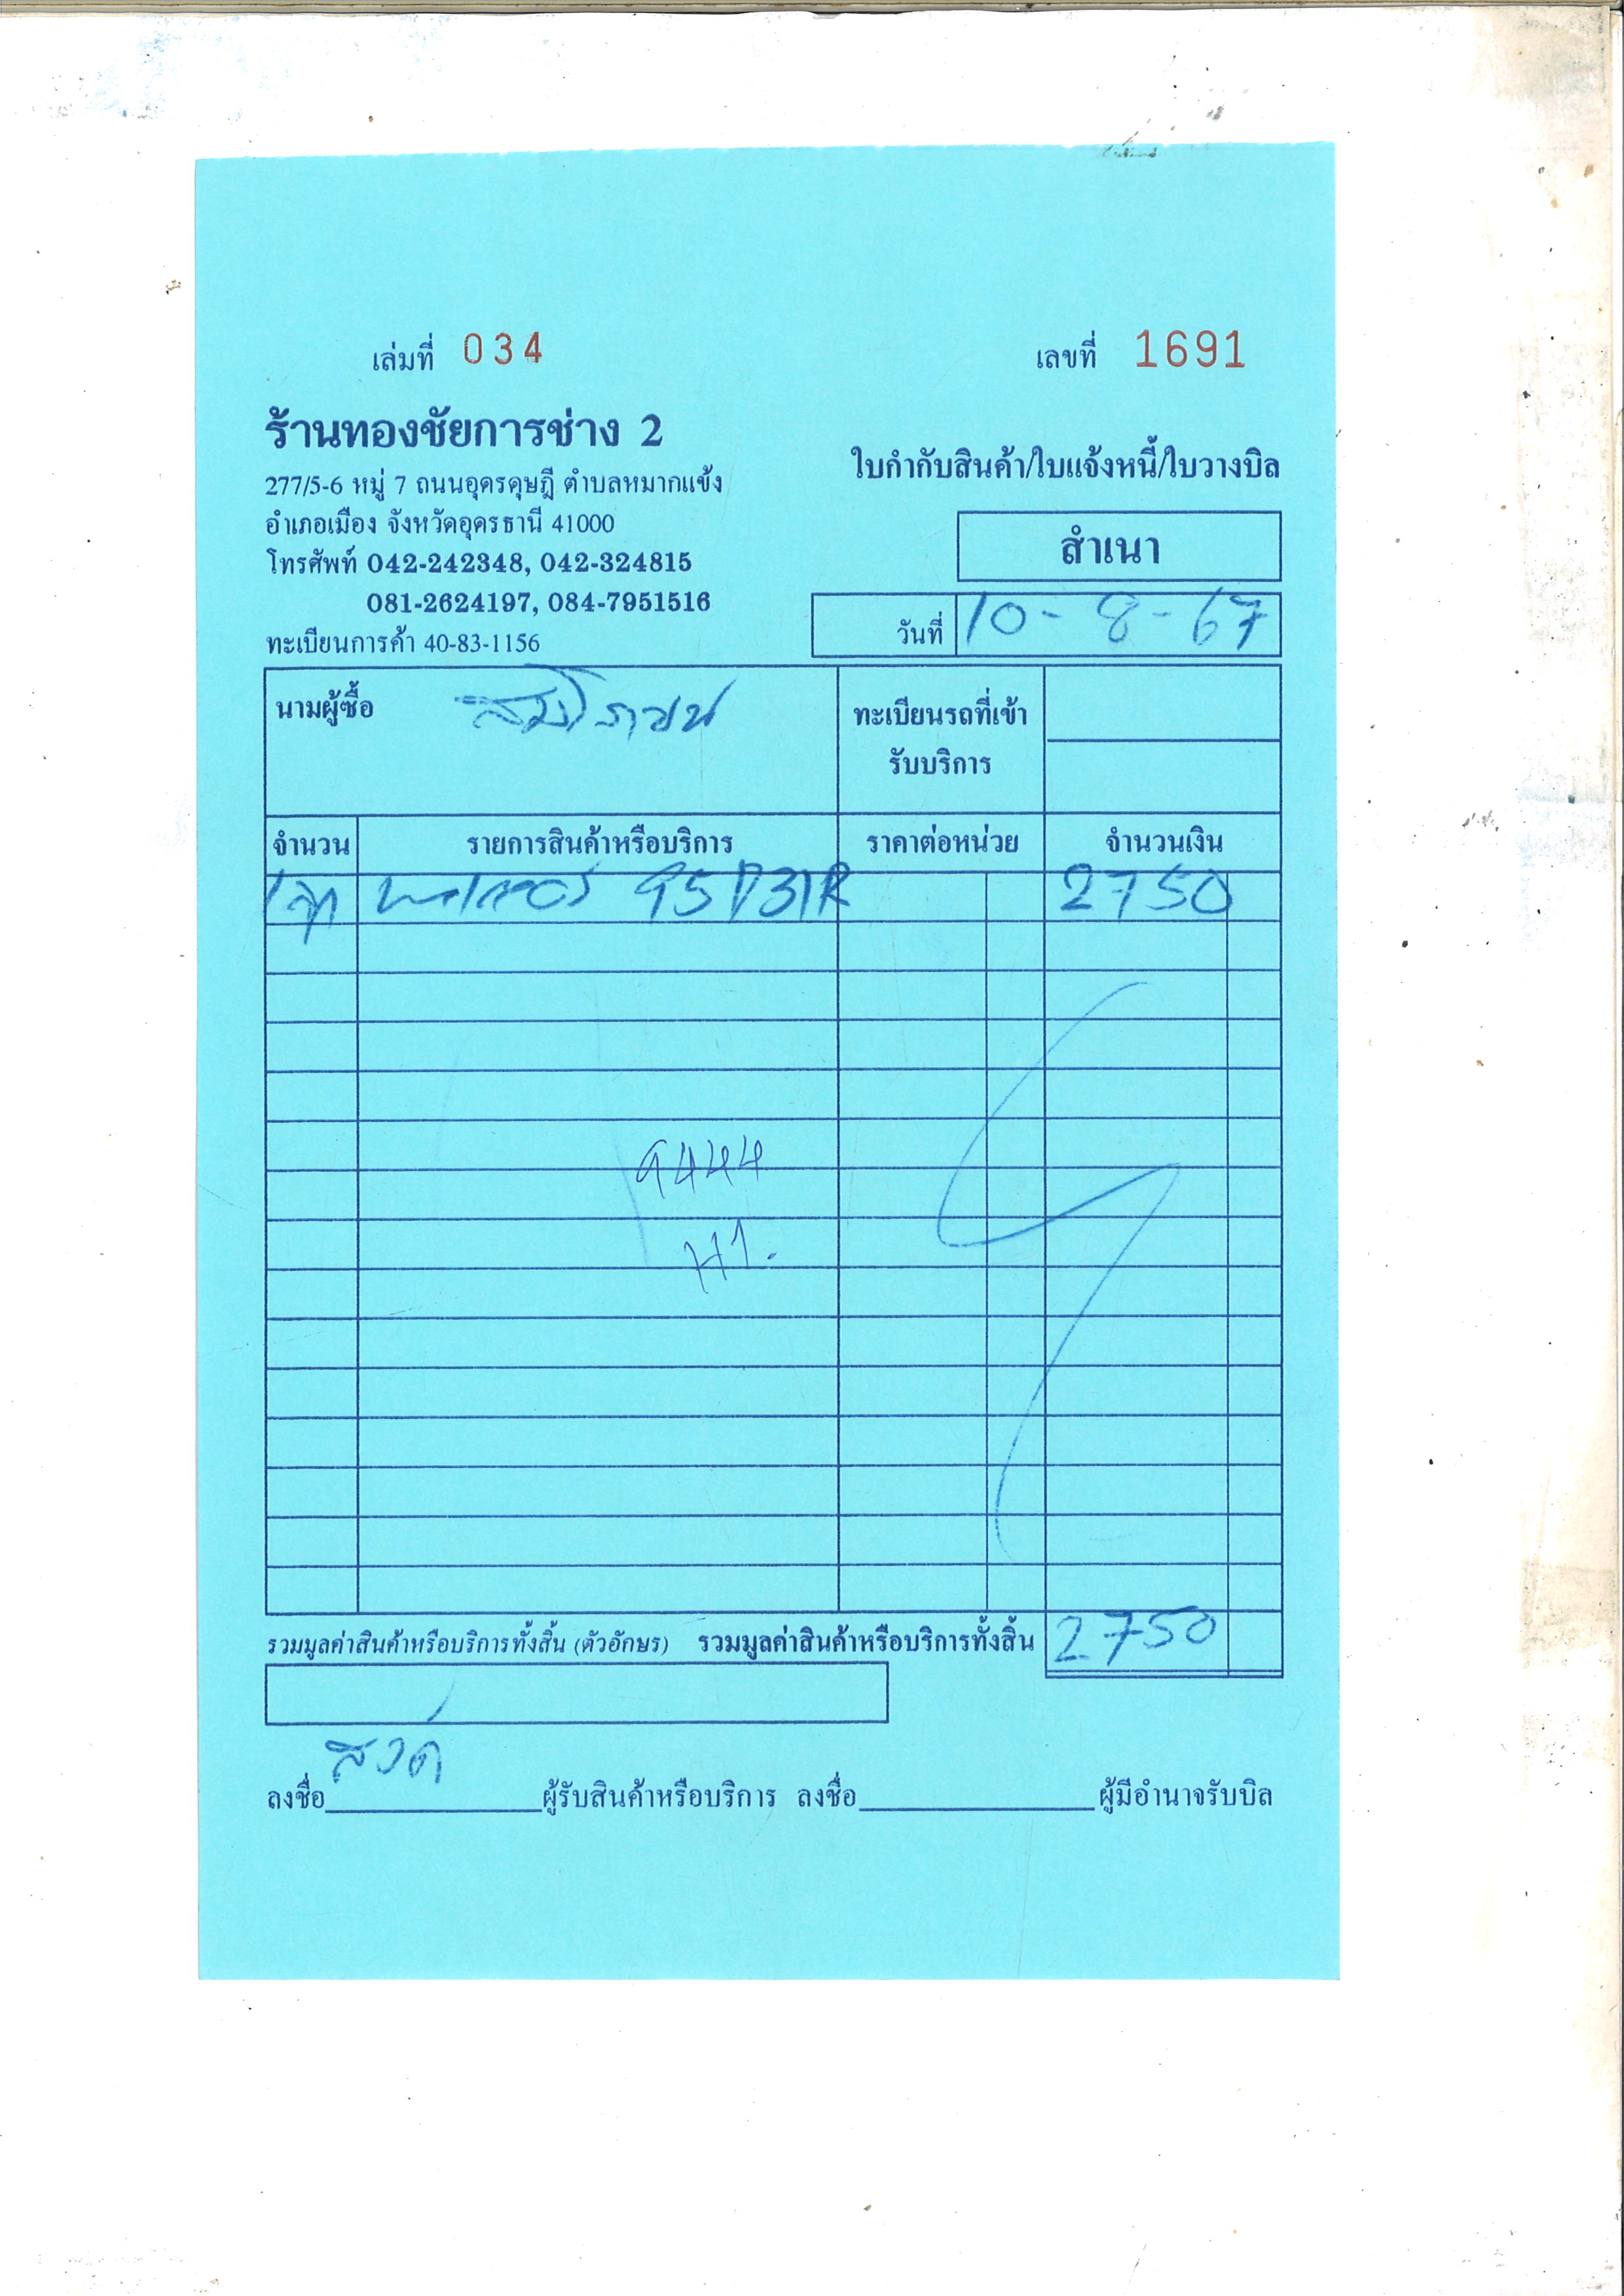 เล่มที่ 034 เลขที่ 1691
ร้านทองชัยการช่าง 2
277/5-6 หมู่ 7 ถนนอุดรดุษฎี ตำบลหมากแข้ง
อำเภอเมือง จังหวัดอุดรธานี 41000
โทรศัพท์ 042-242348, 042-324815
081-2624197, 084-7951516
ทะเบียนการค้า 40-83-1156
ใบกำกับสินค้า/ใบแจ้งหนี้/ใบวางบิล
สำเนา
วันที่ 10-8-67
นามผู้ซื้อ
ทะเบียนรถที่เข้า
รับบริการ
จำนวน รายการสินค้าหรือบริการ ราคาต่อหน่วย จำนวนเงิน
1 95D31R 2750
9444
รวมมูลค่าสินค้าหรือบริการทั้งสิ้น (ตัวอักษร) รวมมูลค่าสินค้าหรือบริการทั้งสิ้น 2750
ลงชื่อ ผู้รับสินค้าหรือบริการ ลงชื่อ ผู้มีอำนาจรับบิล